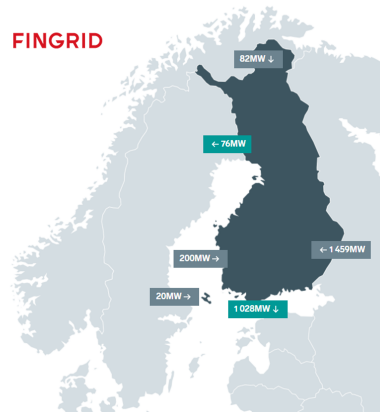 FINGRID
82MW ↓
← 76MW
← 1 459MW
200MW →
20MW →
1 028MW ↓